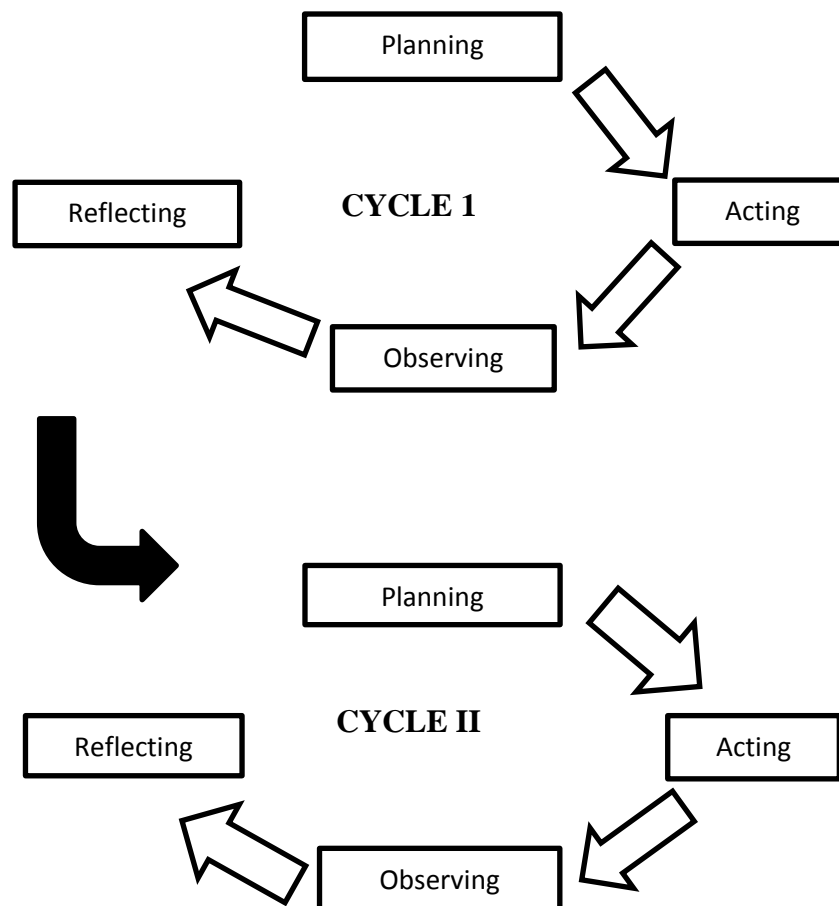 Planning
Reflecting
CYCLE 1
Acting
Observing
Planning
Reflecting
CYCLE II
Acting
Observing